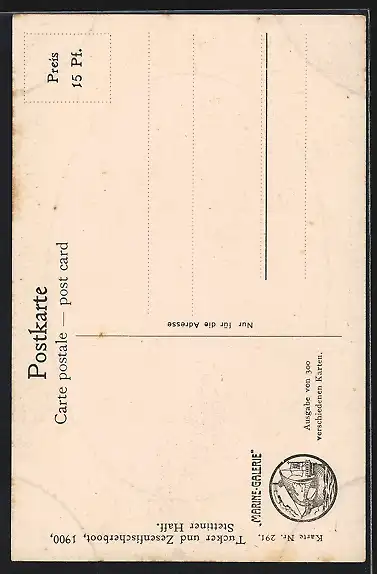 Postkarte
Carte postale — post card
Preis
15 Pf.
Nur für die Adresse
Ausgabe von 300
verschiedenen Karten.
„MARINE-GALERIE“
Karte Nr. 291.
Tucker und Zesenfischerboot, 1900,
Stettiner Haff.